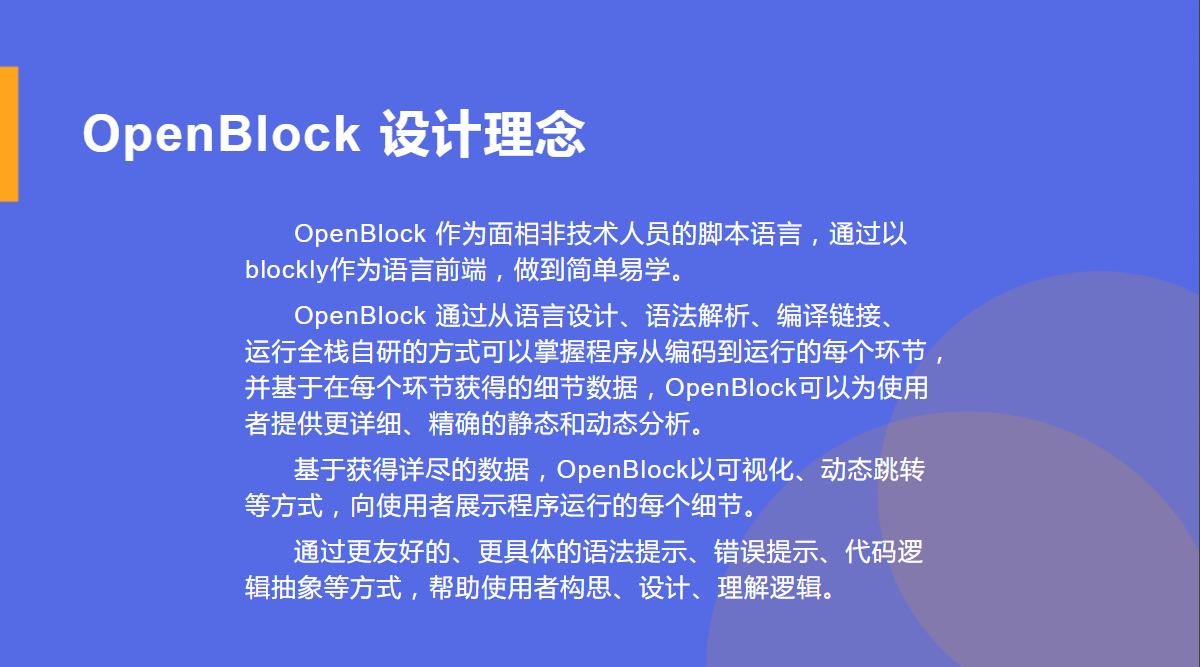 OpenBlock 设计理念
OpenBlock 作为面相非技术人员的脚本语言，通过以
blockly作为语言前端，做到简单易学。
OpenBlock 通过从语言设计、语法解析、编译链接、
运行全栈自研的方式可以掌握程序从编码到运行的每个环节，
并基于在每个环节获得的细节数据，OpenBlock可以为使用
者提供更详细、精确的静态和动态分析。
基于获得详尽的数据，OpenBlock以可视化、动态跳转
等方式，向使用者展示程序运行的每个细节。
通过更友好的、更具体的语法提示、错误提示、代码逻
辑抽象等方式，帮助使用者构思、设计、理解逻辑。